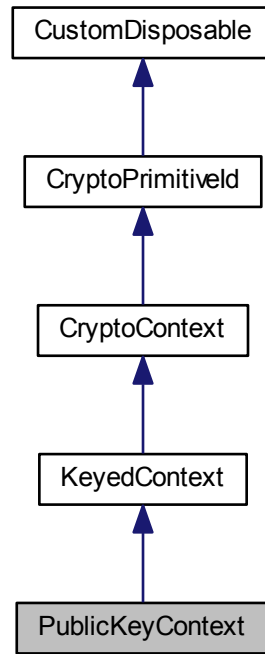 CustomDisposable
CryptoPrimitiveId
CryptoContext
KeyedContext
PublicKeyContext